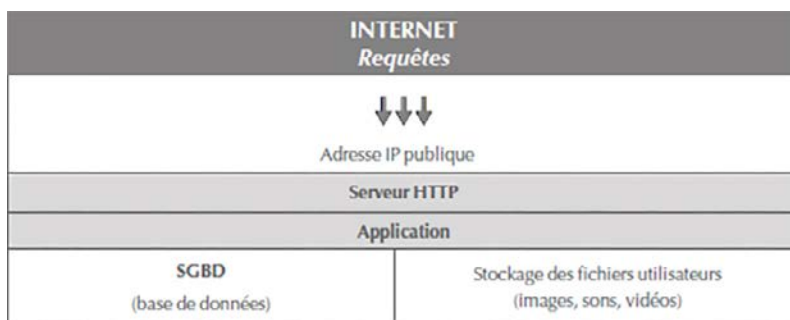 INTERNET
Requêtes
Adresse IP publique
Serveur HTTP
Application
SGBD
(base de données)
Stockage des fichiers utilisateurs
(images, sons, vidéos)